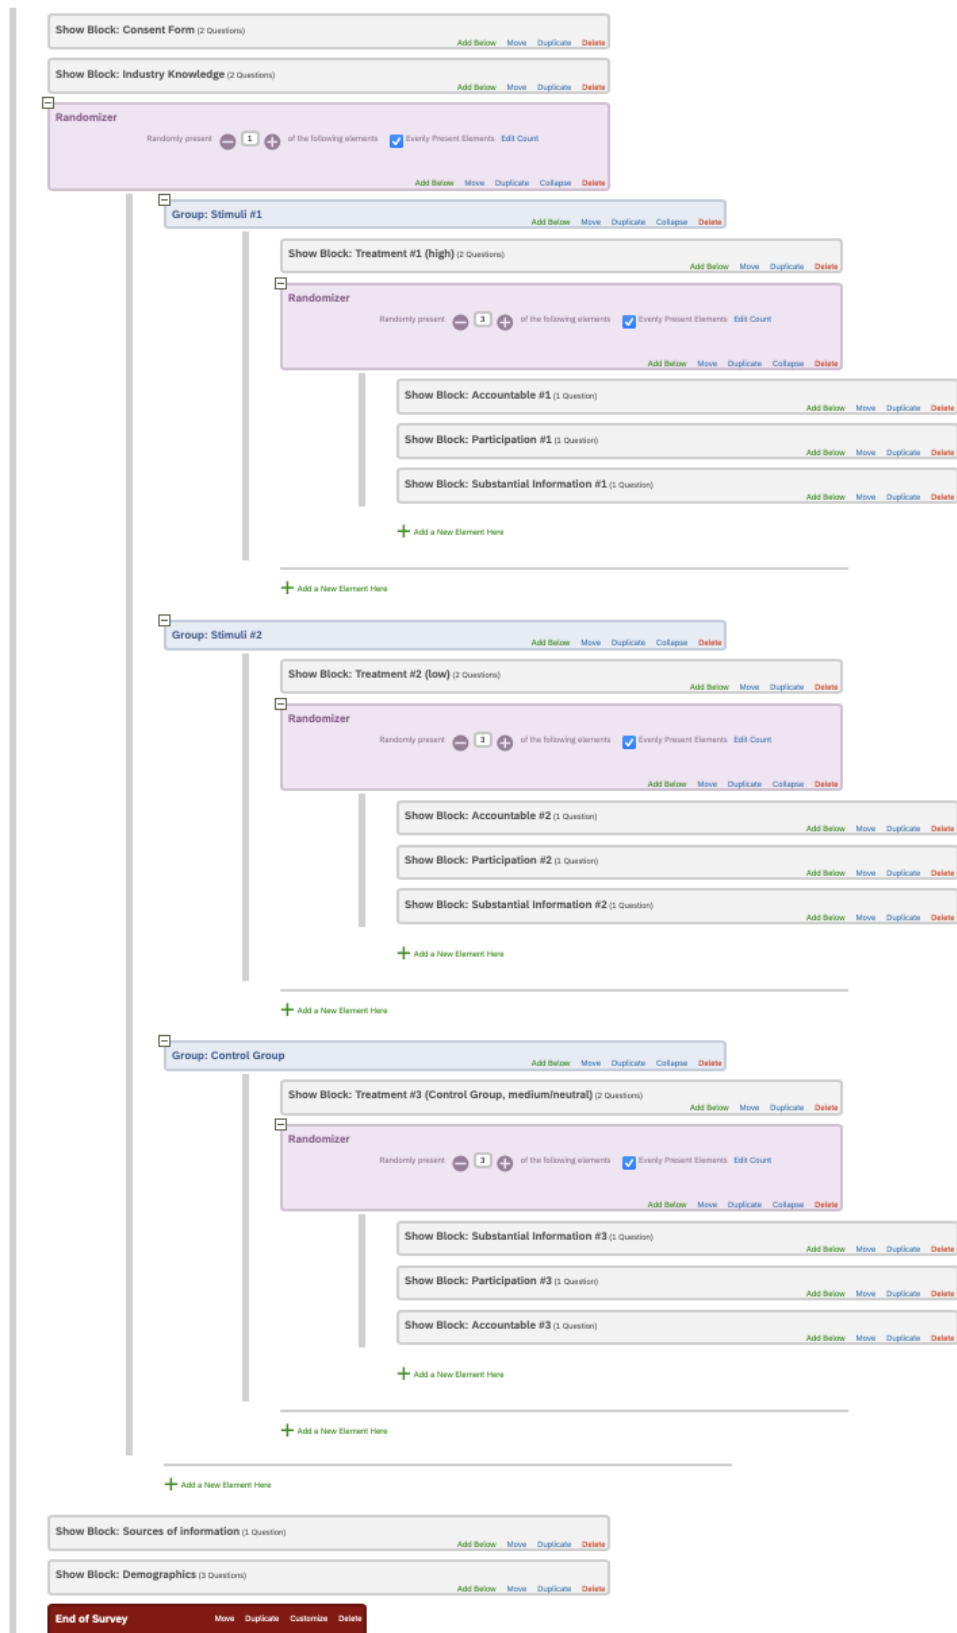 Show Block: Consent Form (2 Questions)
Add Below Move Duplicate Delete
Show Block: Industry Knowledge (2 Questions)
Add Below Move Duplicate Delete
Randomizer
Randomly present 1 of the following elements Evenly Present Elements Edit Count
Add Below Move Duplicate Collapse Delete
Group: Stimuli #1
Add Below Move Duplicate Collapse Delete
Show Block: Treatment #1 (high) (2 Questions)
Add Below Move Duplicate Delete
Randomizer
Randomly present 3 of the following elements Evenly Present Elements Edit Count
Add Below Move Duplicate Collapse Delete
Show Block: Accountable #1 (1 Question)
Add Below Move Duplicate Delete
Show Block: Participation #1 (1 Question)
Add Below Move Duplicate Delete
Show Block: Substantial Information #1 (1 Question)
Add Below Move Duplicate Delete
+ Add a New Element Here
+ Add a New Element Here
Group: Stimuli #2
Add Below Move Duplicate Collapse Delete
Show Block: Treatment #2 (low) (2 Questions)
Add Below Move Duplicate Delete
Randomizer
Randomly present 3 of the following elements Evenly Present Elements Edit Count
Add Below Move Duplicate Collapse Delete
Show Block: Accountable #2 (1 Question)
Add Below Move Duplicate Delete
Show Block: Participation #2 (1 Question)
Add Below Move Duplicate Delete
Show Block: Substantial Information #2 (1 Question)
Add Below Move Duplicate Delete
+ Add a New Element Here
+ Add a New Element Here
Group: Control Group
Add Below Move Duplicate Collapse Delete
Show Block: Treatment #3 (Control Group, medium/neutral) (2 Questions)
Add Below Move Duplicate Delete
Randomizer
Randomly present 3 of the following elements Evenly Present Elements Edit Count
Add Below Move Duplicate Collapse Delete
Show Block: Substantial Information #3 (1 Question)
Add Below Move Duplicate Delete
Show Block: Participation #3 (1 Question)
Add Below Move Duplicate Delete
Show Block: Accountable #3 (1 Question)
Add Below Move Duplicate Delete
+ Add a New Element Here
+ Add a New Element Here
+ Add a New Element Here
Show Block: Sources of information (1 Question)
Add Below Move Duplicate Delete
Show Block: Demographics (3 Questions)
Add Below Move Duplicate Delete
End of Survey Move Duplicate Customize Delete